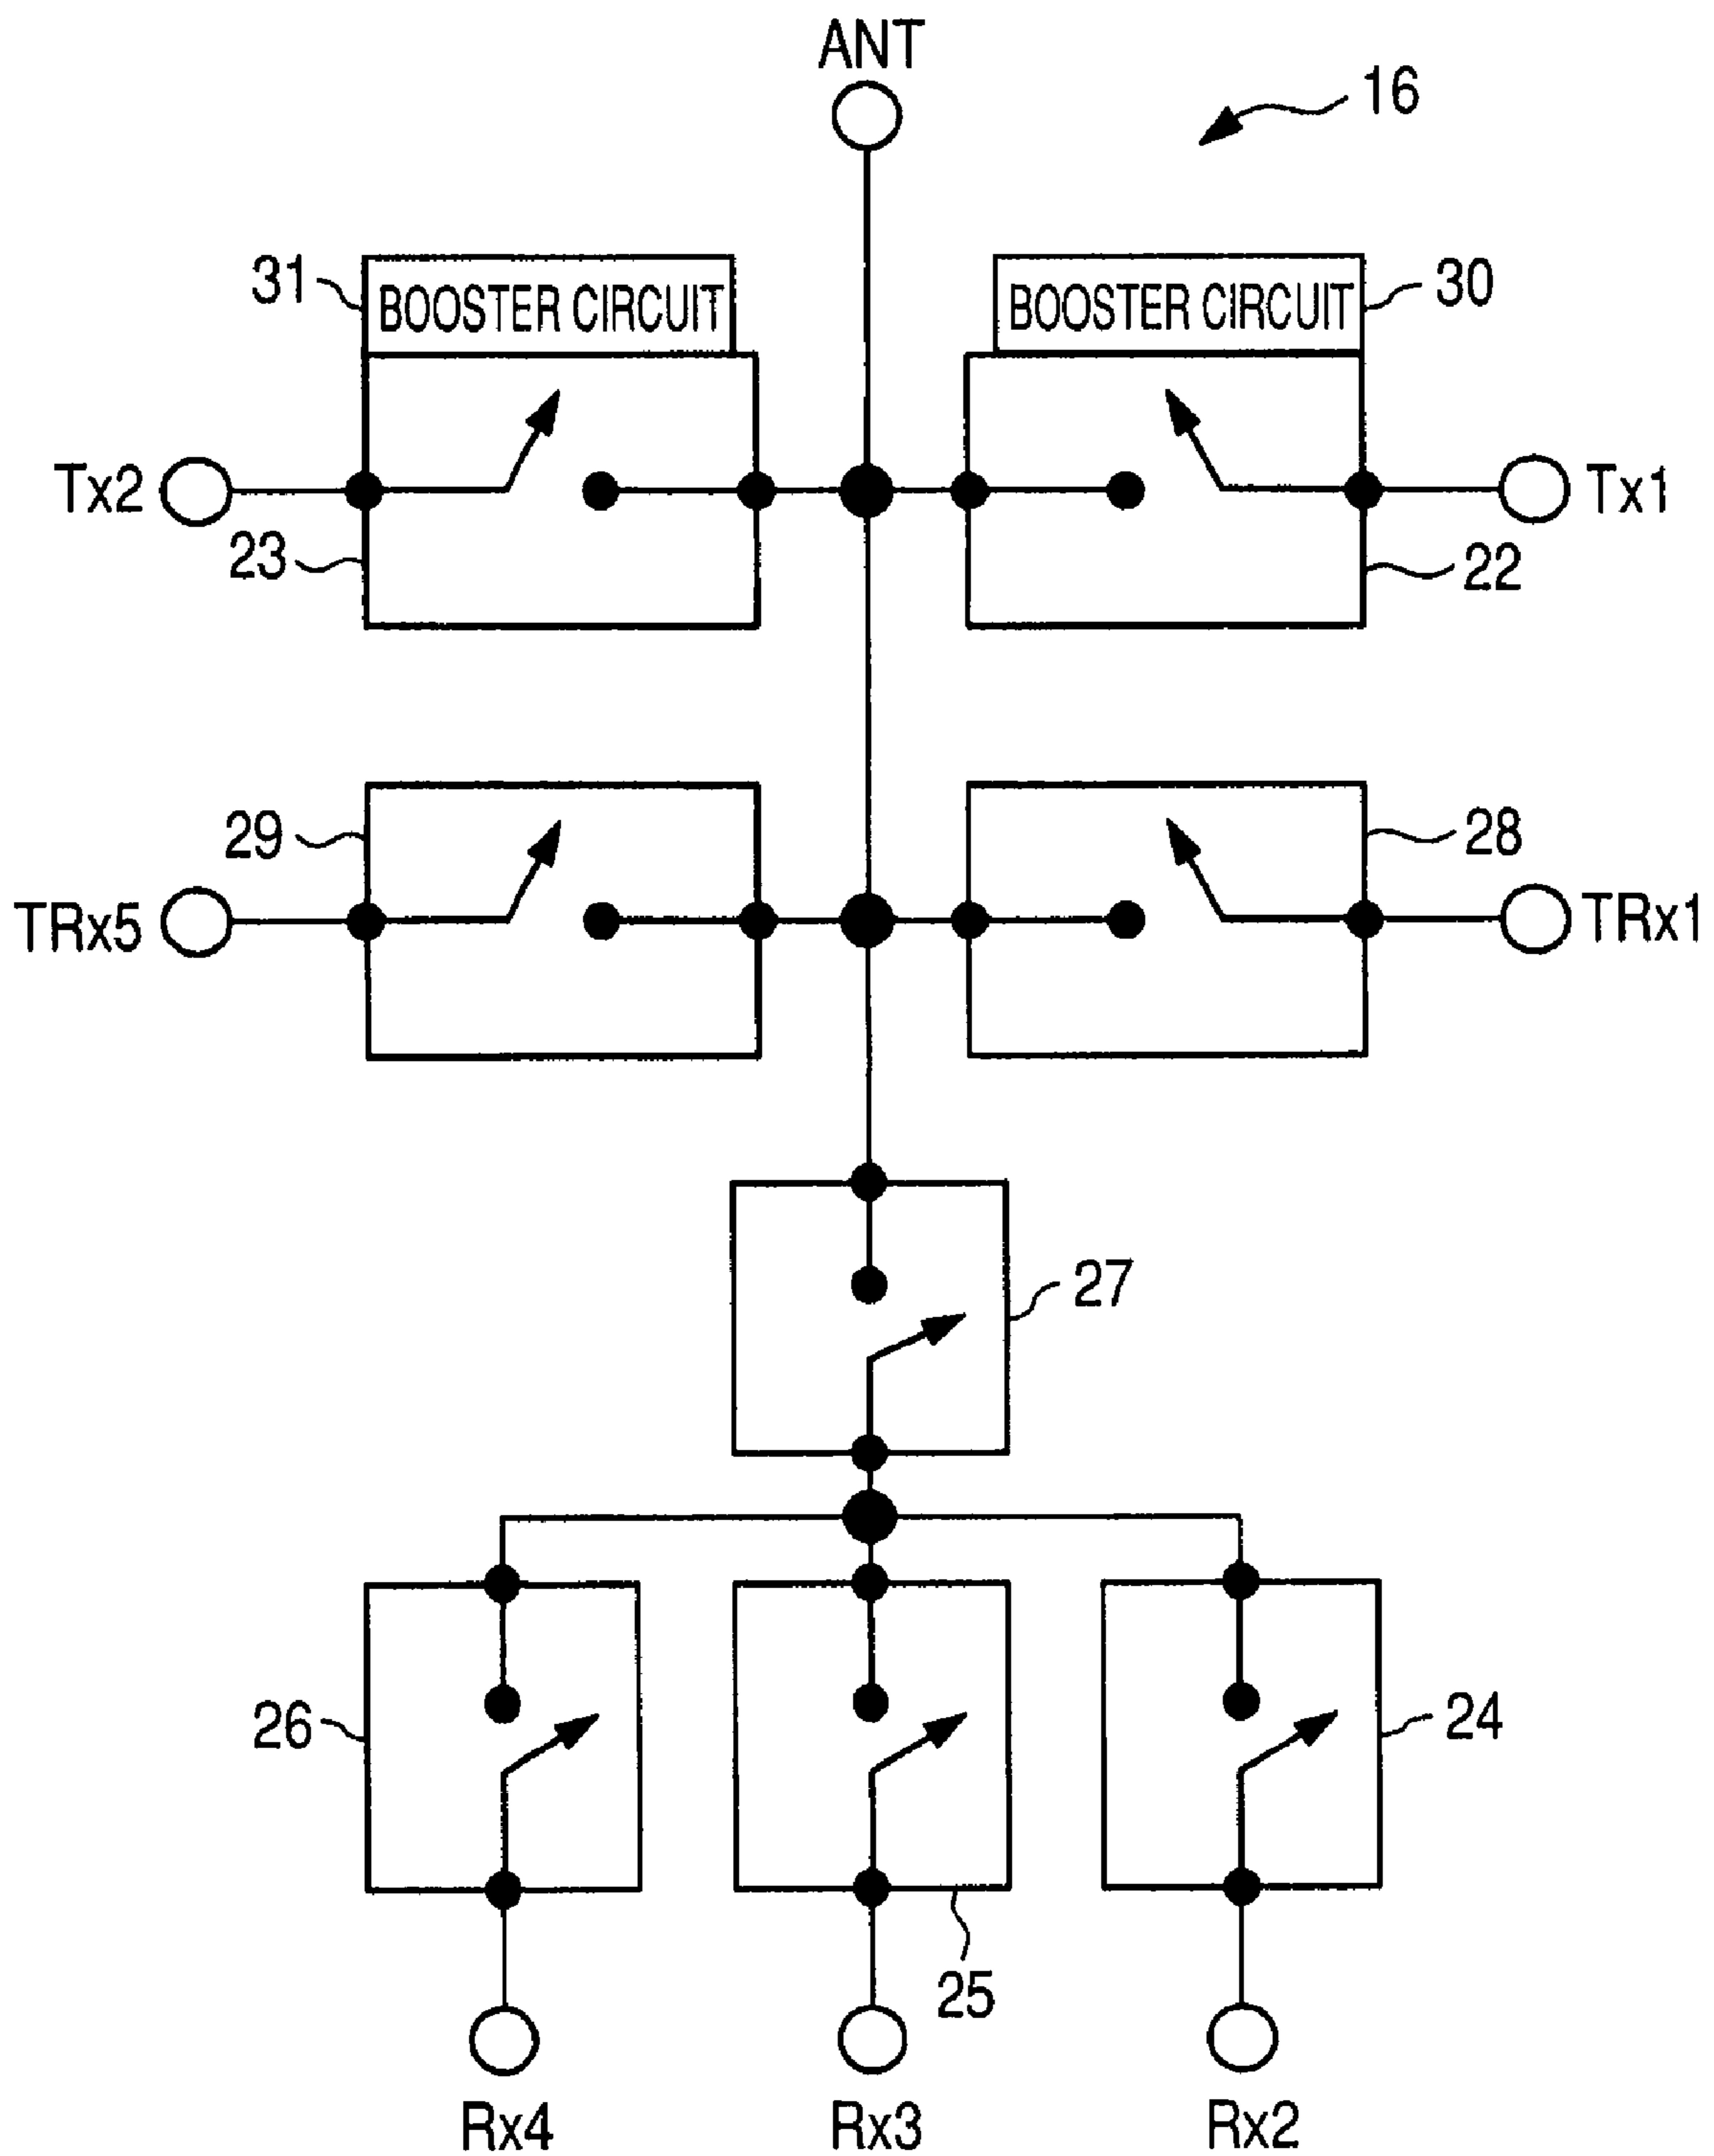 ANT
16
31
BOOSTER CIRCUIT
BOOSTER CIRCUIT
30
Tx2
Tx1
23
22
29
28
TRx5
TRx1
27
26
24
25
Rx4
Rx3
Rx2